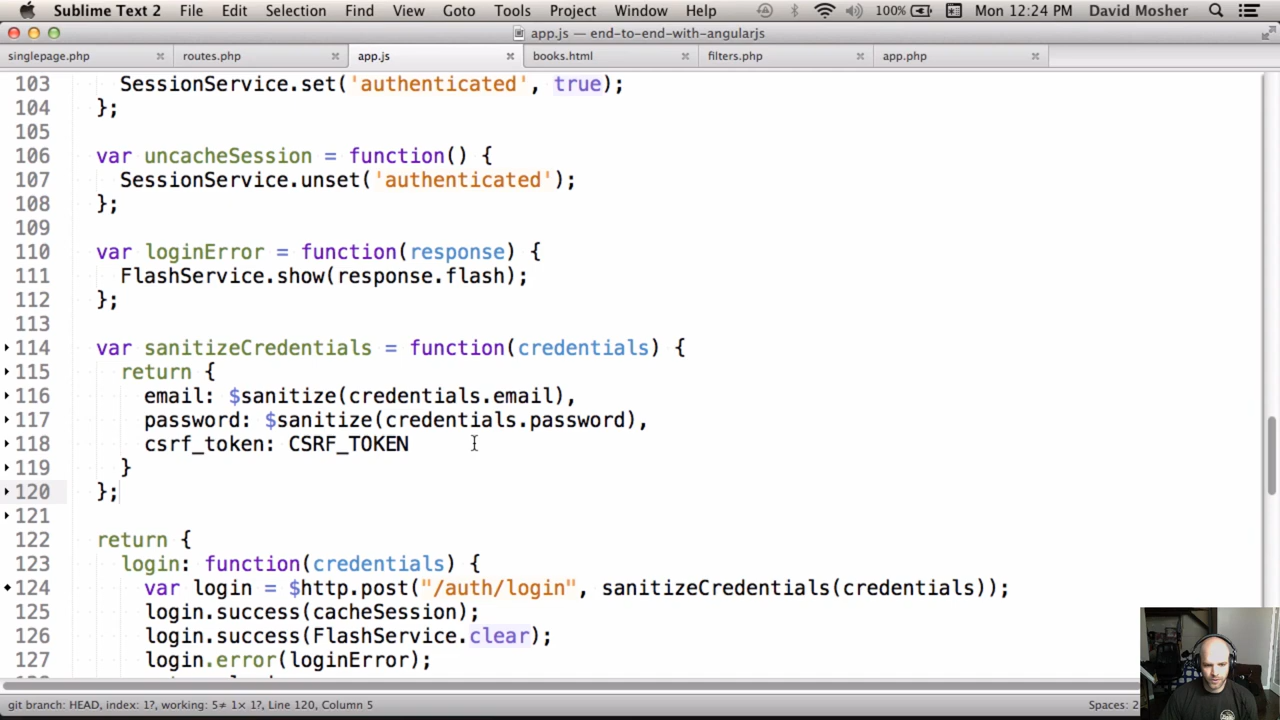 Sublime Text 2 File Edit Selection Find View Goto Tools Project Window Help 100% Mon 12:24 PM David Mosher
app.js — end-to-end-with-angularjs
singlepage.php × routes.php × app.js × books.html × filters.php × app.php ×
103 SessionService.set('authenticated', true);
104 };
105
106 var uncacheSession = function() {
107 SessionService.unset('authenticated');
108 };
109
110 var loginError = function(response) {
111 FlashService.show(response.flash);
112 };
113
114 var sanitizeCredentials = function(credentials) {
115 return {
116 email: $sanitize(credentials.email),
117 password: $sanitize(credentials.password),
118 csrf_token: CSRF_TOKEN
119 }
120 };
121
122 return {
123 login: function(credentials) {
124 var login = $http.post("/auth/login", sanitizeCredentials(credentials));
125 login.success(cacheSession);
126 login.success(FlashService.clear);
127 login.error(loginError);
git branch: HEAD, index: 1?, working: 5≠ 1× 1?, Line 120, Column 5 Spaces: 2